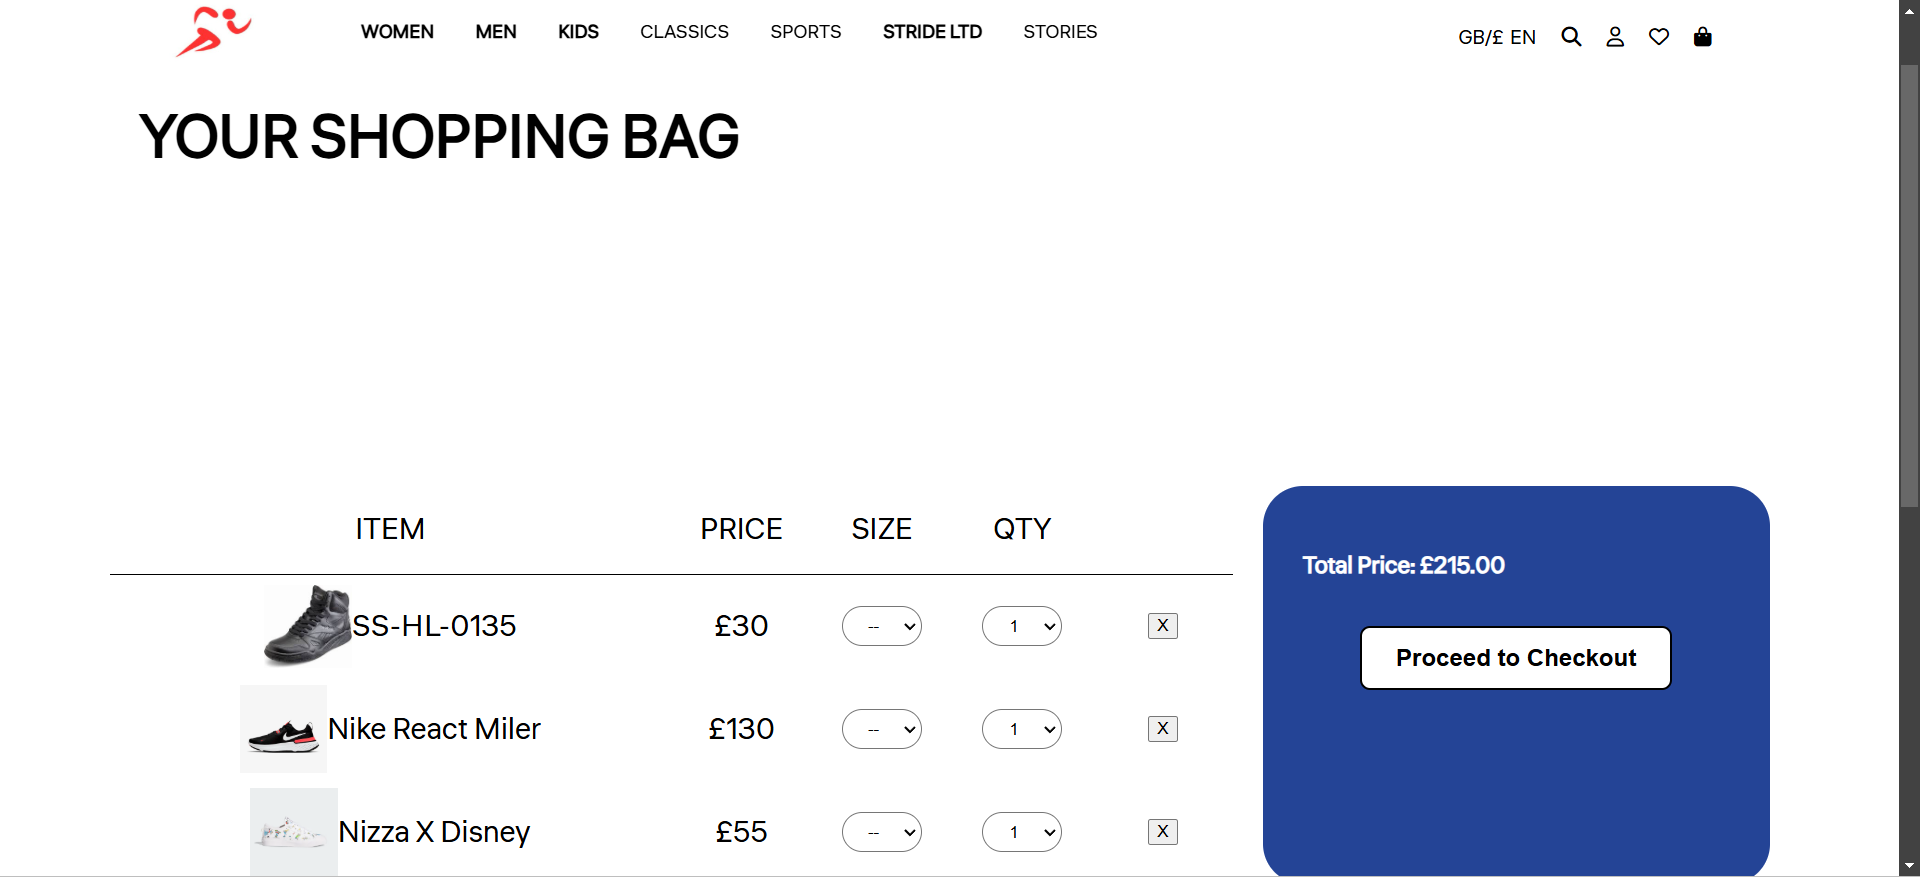 WOMEN MEN KIDS CLASSICS SPORTS STRIDE LTD STORIES GB/£ EN
YOUR SHOPPING BAG
ITEM PRICE SIZE QTY
SS-HL-0135 £30 -- 1 X
Nike React Miler £130 -- 1 X
Nizza X Disney £55 -- 1 X
Total Price: £215.00
Proceed to Checkout